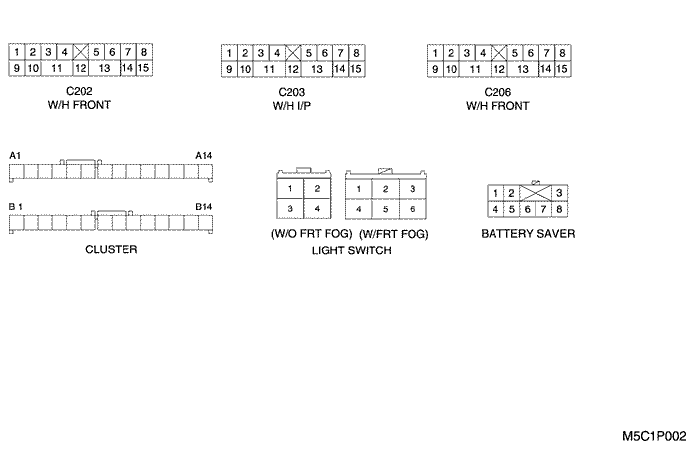 1 2 3 4 5 6 7 8 1 2 3 4 5 6 7 8 1 2 3 4 5 6 7 8
9 10 11 12 13 14 15 9 10 11 12 13 14 15 9 10 11 12 13 14 15
C202 C203 C206
W/H FRONT W/H I/P W/H FRONT
A1 A14
1 2 1 2 3 1 2 3
3 4 4 5 6 4 5 6 7 8
B1 B14
(W/O FRT FOG) (W/FRT FOG) BATTERY SAVER
CLUSTER LIGHT SWITCH
M5C1P002